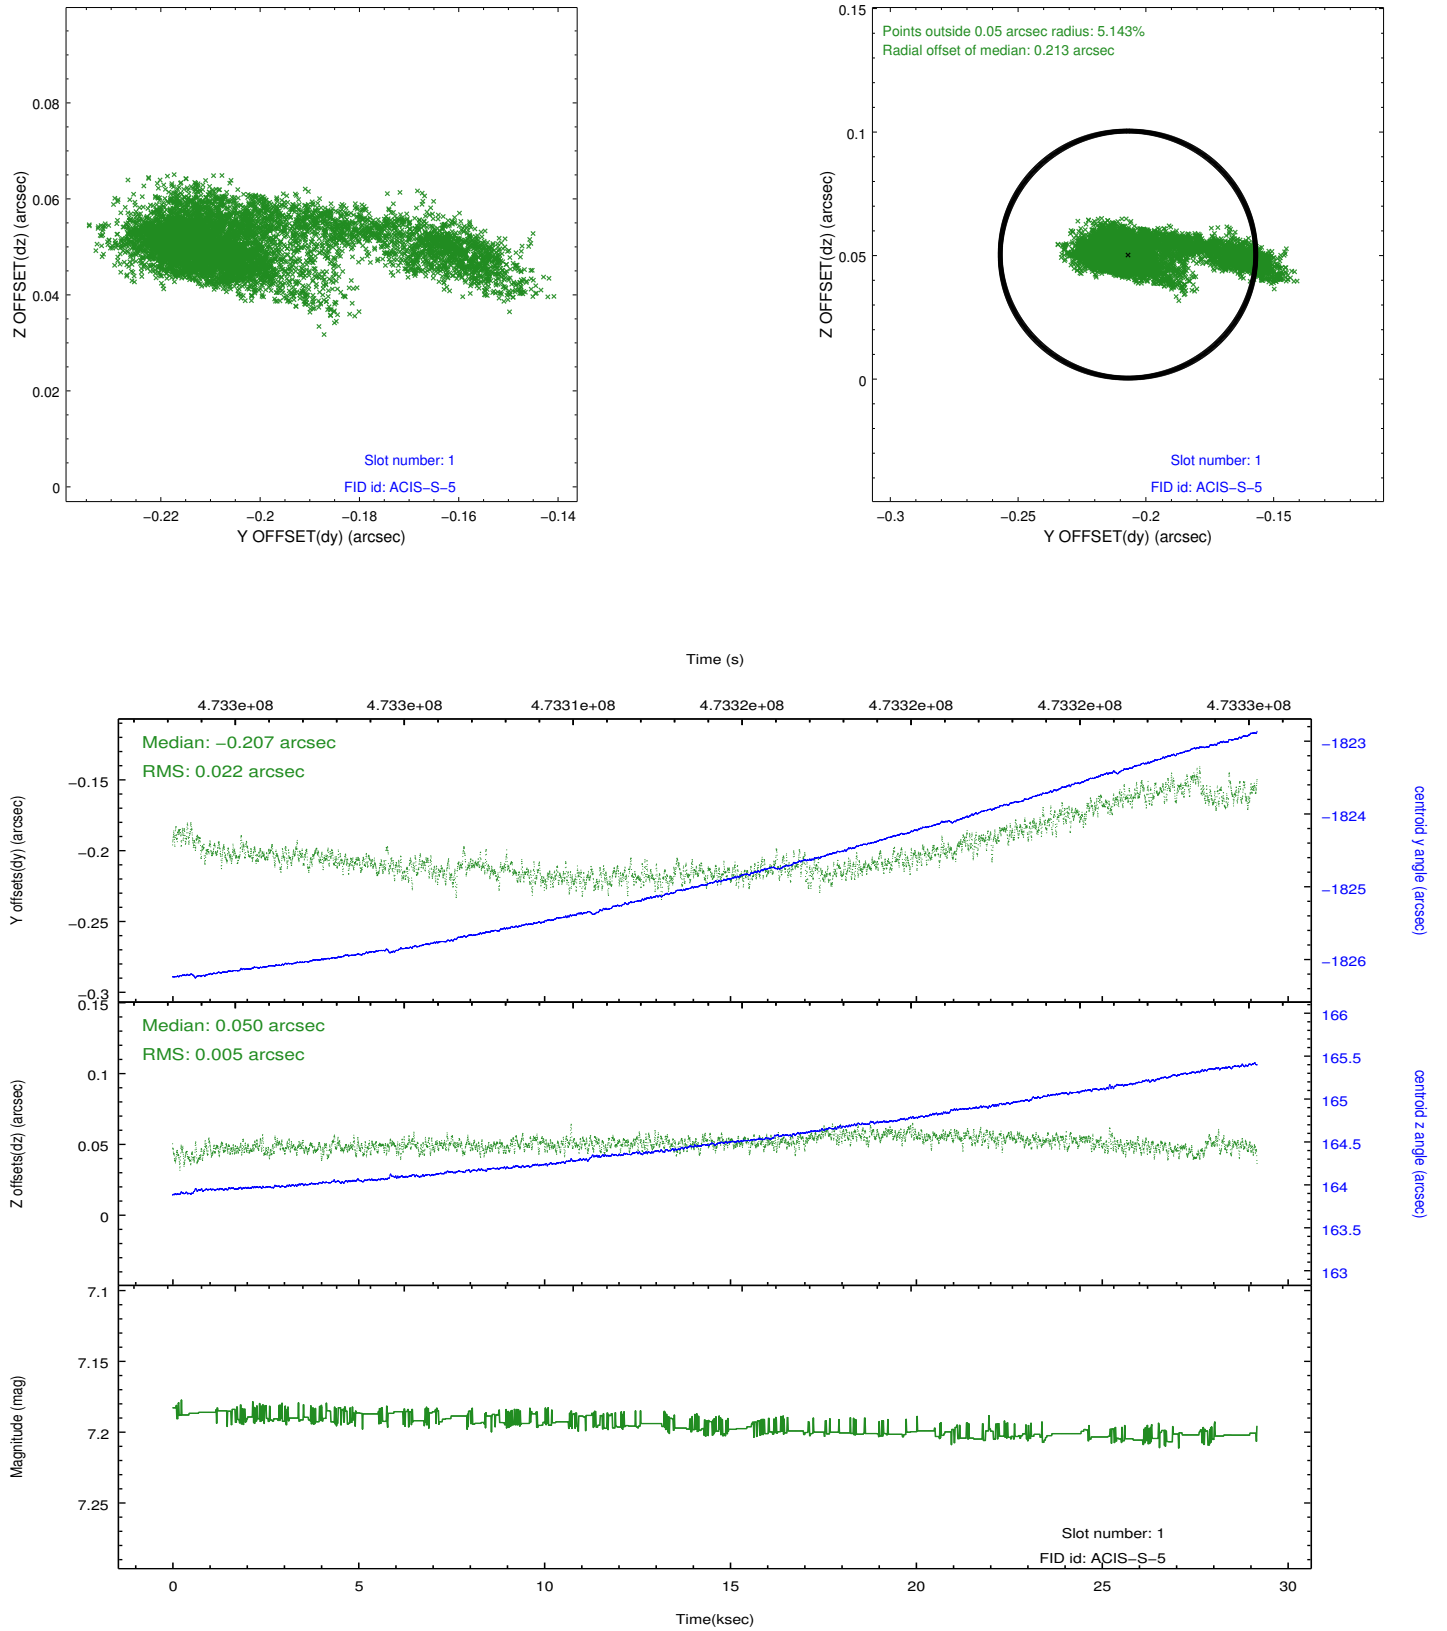 0.08
0.06
0.04
0.02
0
Z OFFSET(dz) (arcsec)
Slot number: 1
FID id: ACIS−S−5
−0.22 −0.2 −0.18 −0.16 −0.14
Y OFFSET(dy) (arcsec)
0.15
0.1
0.05
0
Z OFFSET(dz) (arcsec)
Points outside 0.05 arcsec radius: 5.143%
Radial offset of median: 0.213 arcsec
Slot number: 1
FID id: ACIS−S−5
−0.3 −0.25 −0.2 −0.15
Y OFFSET(dy) (arcsec)
Time (s)
4.733e+08 4.733e+08 4.7331e+08 4.7332e+08 4.7332e+08 4.7332e+08 4.7333e+08
Median: −0.207 arcsec
RMS: 0.022 arcsec
−0.15
−0.2
−0.25
−0.3
Y offsets(dy) (arcsec)
−1823
−1824
−1825
−1826
centroid y angle (arcsec)
Median: 0.050 arcsec
RMS: 0.005 arcsec
0.15
0.1
0.05
0
Z offsets(dz) (arcsec)
166
165.5
165
164.5
164
163.5
163
centroid z angle (arcsec)
7.1
7.15
7.2
7.25
Magnitude (mag)
Slot number: 1
FID id: ACIS−S−5
0 5 10 15 20 25 30
Time(ksec)